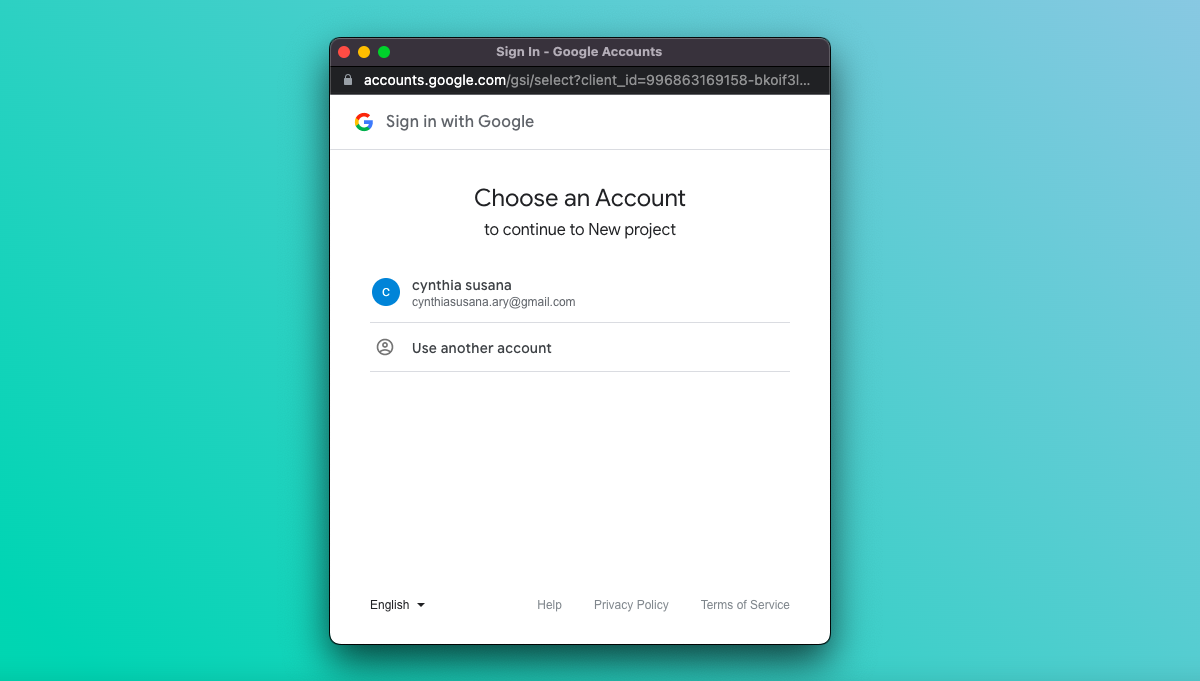 Sign In - Google Accounts
accounts.google.com/gsi/select?client_id=996863169158-bkoif3l...
Sign in with Google
Choose an Account
to continue to New project
C
cynthia susana
cynthiasusana.ary@gmail.com
Use another account
English Help Privacy Policy Terms of Service